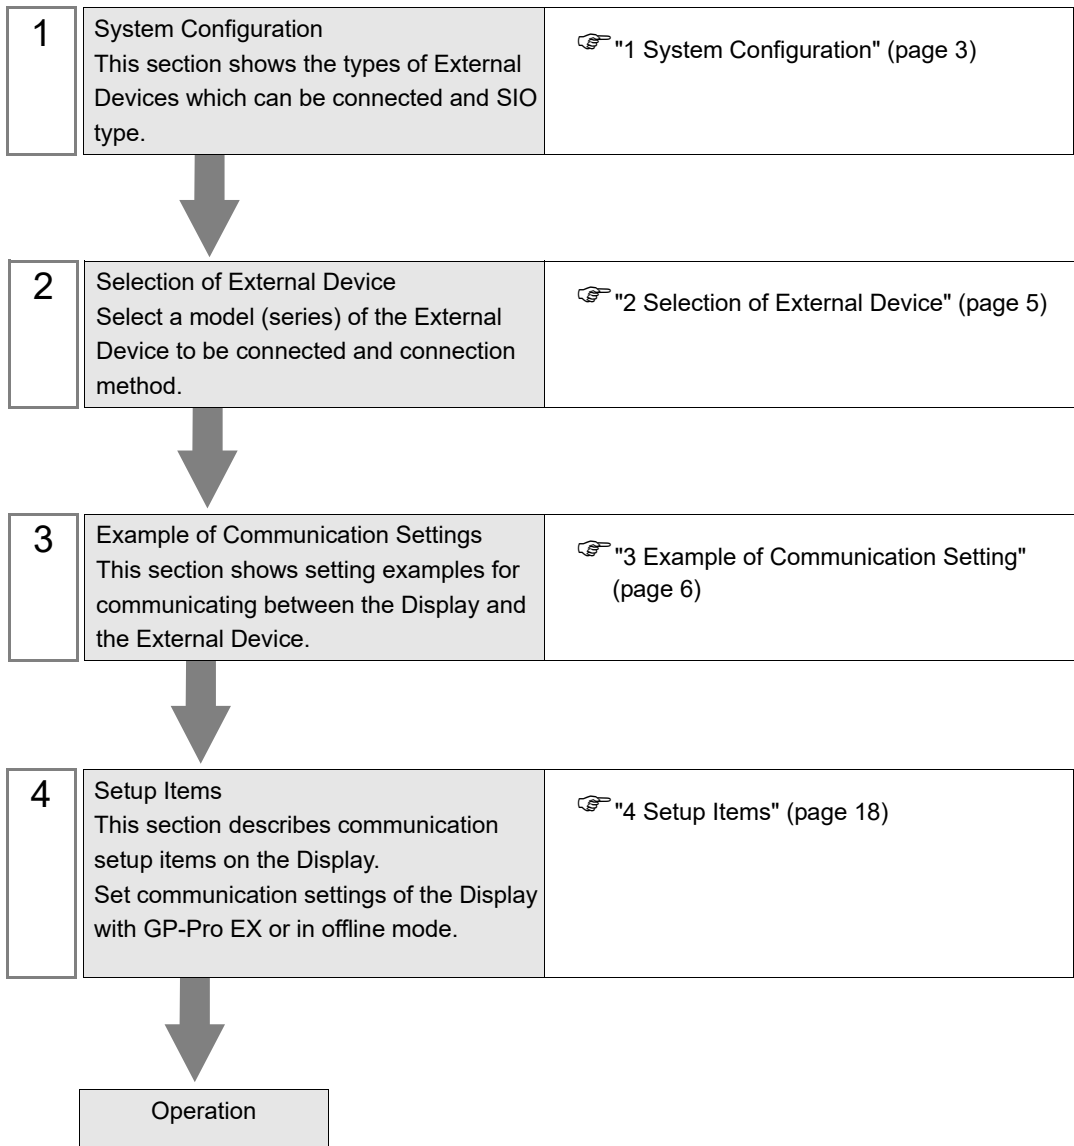 1
System Configuration
This section shows the types of External
Devices which can be connected and SIO
type.
"1 System Configuration" (page 3)
2
Selection of External Device
Select a model (series) of the External
Device to be connected and connection
method.
"2 Selection of External Device" (page 5)
3
Example of Communication Settings
This section shows setting examples for
communicating between the Display and
the External Device.
"3 Example of Communication Setting"
(page 6)
4
Setup Items
This section describes communication
setup items on the Display.
Set communication settings of the Display
with GP-Pro EX or in offline mode.
"4 Setup Items" (page 18)
Operation